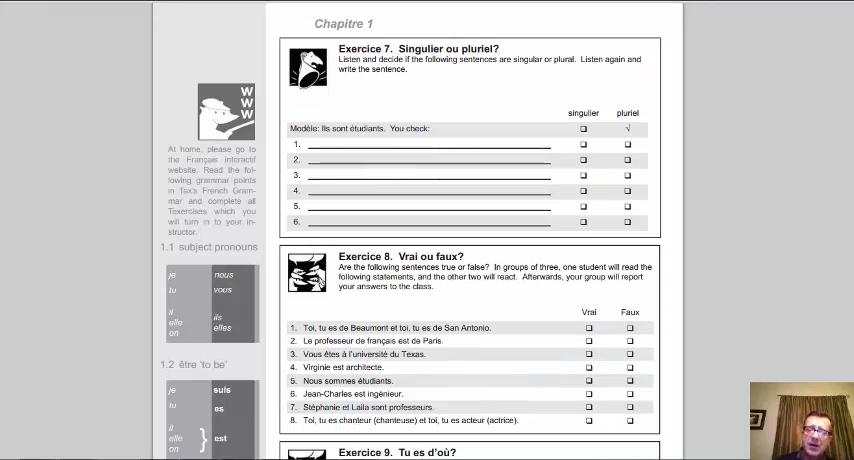 Chapitre 1
Exercice 7. Singulier ou pluriel?
Listen and decide if the following sentences are singular or plural. Listen again and
write the sentence.
singulier pluriel
Modèle: Ils sont étudiants. You check: √
1.
2.
3.
4.
5.
6.
W
W
W
At home, please go to
the Français interactif
website. Read the fol-
lowing grammar points
in Tex's French Gram-
mar and complete all
Texercises which you
will turn in to your in-
structor.
1.1 subject pronouns
je nous
tu vous
il ils
elle elles
on
1.2 être 'to be'
je suis
tu es
il
elle } est
on
Exercice 8. Vrai ou faux?
Are the following sentences true or false? In groups of three, one student will read the
following statements, and the other two will react. Afterwards, your group will report
your answers to the class.
Vrai Faux
1. Toi, tu es de Beaumont et toi, tu es de San Antonio.
2. Le professeur de français est de Paris.
3. Vous êtes à l'université du Texas.
4. Virginie est architecte.
5. Nous sommes étudiants.
6. Jean-Charles est ingénieur.
7. Stéphanie et Laila sont professeurs.
8. Toi, tu es chanteur (chanteuse) et toi, tu es acteur (actrice).
Exercice 9. Tu es d'où?